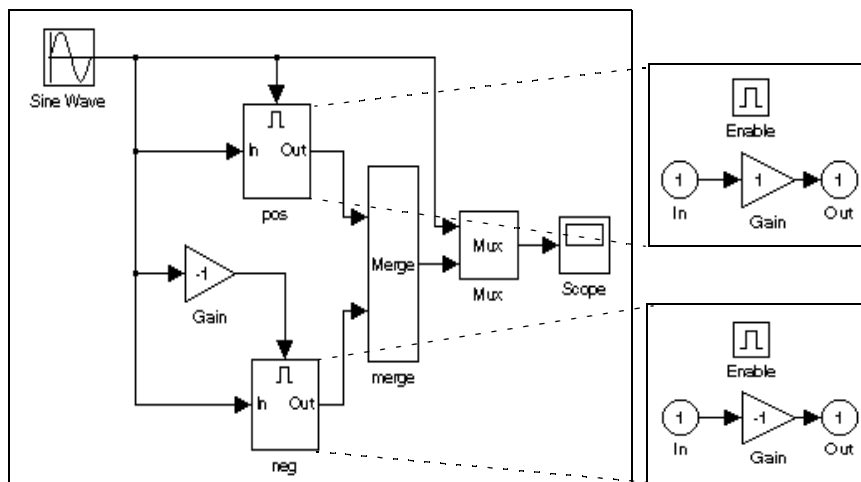 Sine Wave
In
Out
pos
-1
Gain
In
Out
neg
Merge
merge
Mux
Mux
Scope
Enable
1
1
1
In
Gain
Out
Enable
1
-1
1
In
Gain
Out